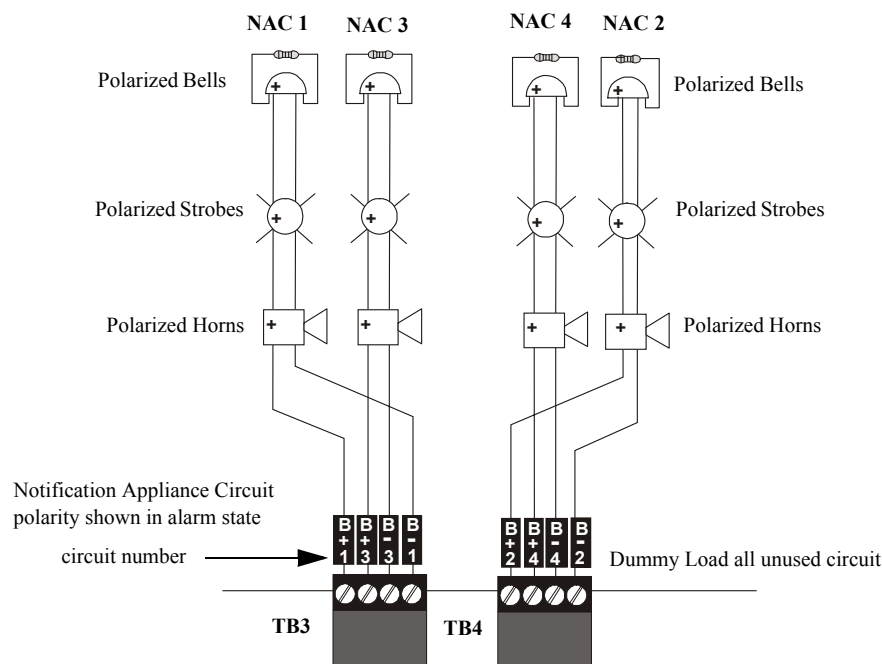 NAC 1 NAC 3 NAC 4 NAC 2
Polarized Bells + + + + Polarized Bells
Polarized Strobes + + + + Polarized Strobes
Polarized Horns + + + + Polarized Horns
Notification Appliance Circuit
polarity shown in alarm state
circuit number
B+1 B+3 B-3 B-1
B+2 B+4 B-4 B-2
Dummy Load all unused circuit
TB3 TB4